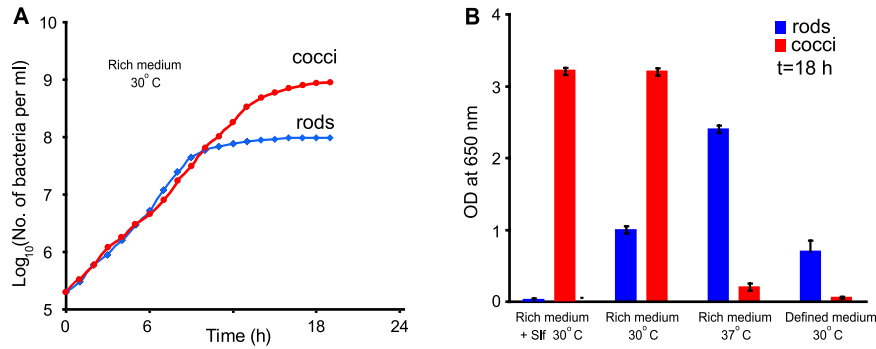 A
Log10(No. of bacteria per ml)
10
9
8
7
6
5
Rich medium
30°C
cocci
rods
0
6
18
24
Time (h)
B
OD at 650 nm
4
3
2
1
0
rods
cocci
t=18 h
Rich medium
+ Slf 30°C
Rich medium
30°C
Rich medium
37°C
Defined medium
30°C